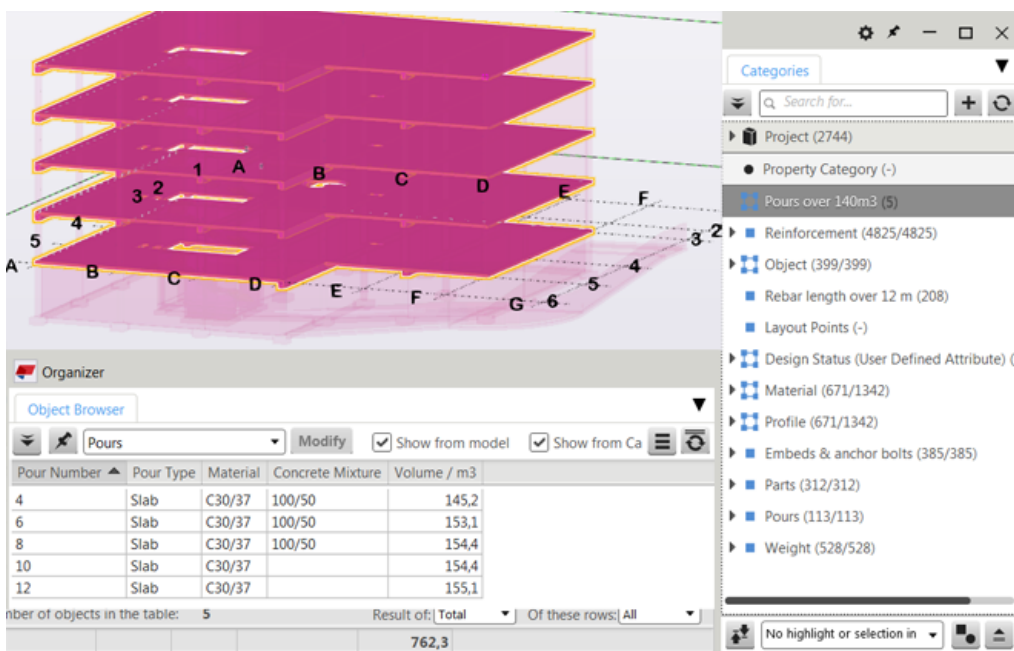 1 A B C D E F
3 2
4
5
A B C D E F G 6 5 4 3 2
Organizer
Object Browser
Pours Modify Show from model Show from Ca
Pour Number Pour Type Material Concrete Mixture Volume / m3
4 Slab C30/37 100/50 145,2
6 Slab C30/37 100/50 153,1
8 Slab C30/37 100/50 154,4
10 Slab C30/37 154,4
12 Slab C30/37 155,1
mber of objects in the table: 5 Result of: Total Of these rows: All
762,3
Categories
Search for...
Project (2744)
Property Category (-)
Pours over 140m3 (5)
Reinforcement (4825/4825)
Object (399/399)
Rebar length over 12 m (208)
Layout Points (-)
Design Status (User Defined Attribute) (
Material (671/1342)
Profile (671/1342)
Embeds & anchor bolts (385/385)
Parts (312/312)
Pours (113/113)
Weight (528/528)
No highlight or selection in